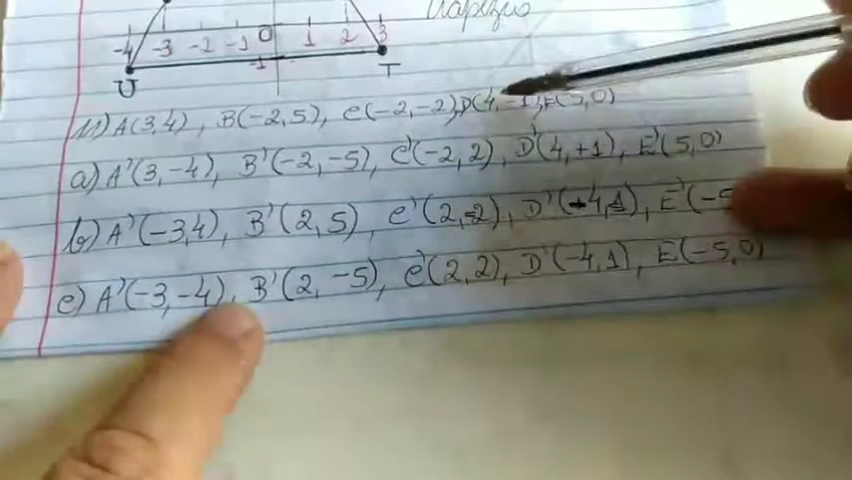 Нарезно
-4 -3 -2 -1 0 1 2 3
-1
U T
11) A(3,4), B(-2,5), C(-2,-2), D(4,-1), E(5,0)
a) A'(3,-4), B'(-2,-5), C'(-2,2), D'(4,+1), E'(5,0)
b) A'(-3,4), B'(2,5), C'(2,-2), D'(-4,1), E'(-5
c) A'(-3,-4), B'(2,-5), C'(2,2), D'(-4,1), E(-5,0)